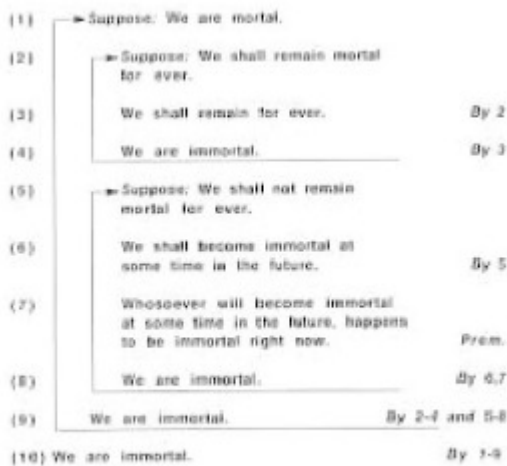 (1) Suppose: We are mortal.
(2) Suppose: We shall remain mortal
for ever.
(3) We shall remain for ever. By 2
(4) We are immortal. By 3
(5) Suppose: We shall not remain
mortal for ever.
(6) We shall become immortal at
some time in the future. By 5
(7) Whosoever will become immortal
at some time in the future, happens
to be immortal right now. Prem.
(8) We are immortal. By 6,7
(9) We are immortal. By 2-4 and 5-8
(10) We are immortal. By 1-9